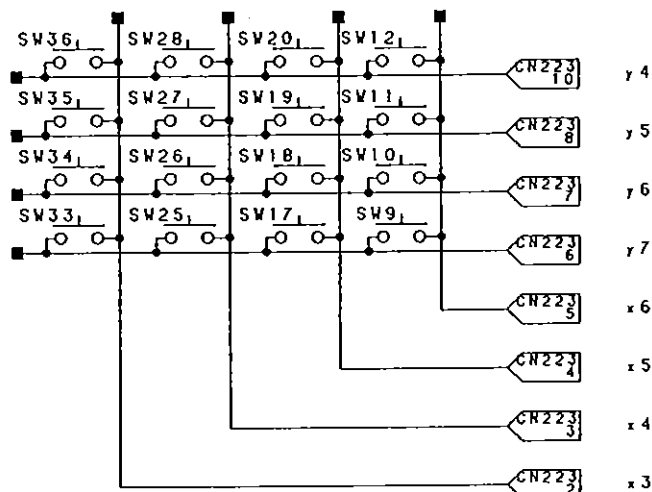 SW36 SW28 SW20 SW12
CN223 10 y4
SW35 SW27 SW19 SW11
CN223 8 y5
SW34 SW26 SW18 SW10
CN223 7 y6
SW33 SW25 SW17 SW9
CN223 6 y7
CN223 5 x6
CN223 4 x5
CN223 3 x4
CN223 2 x3